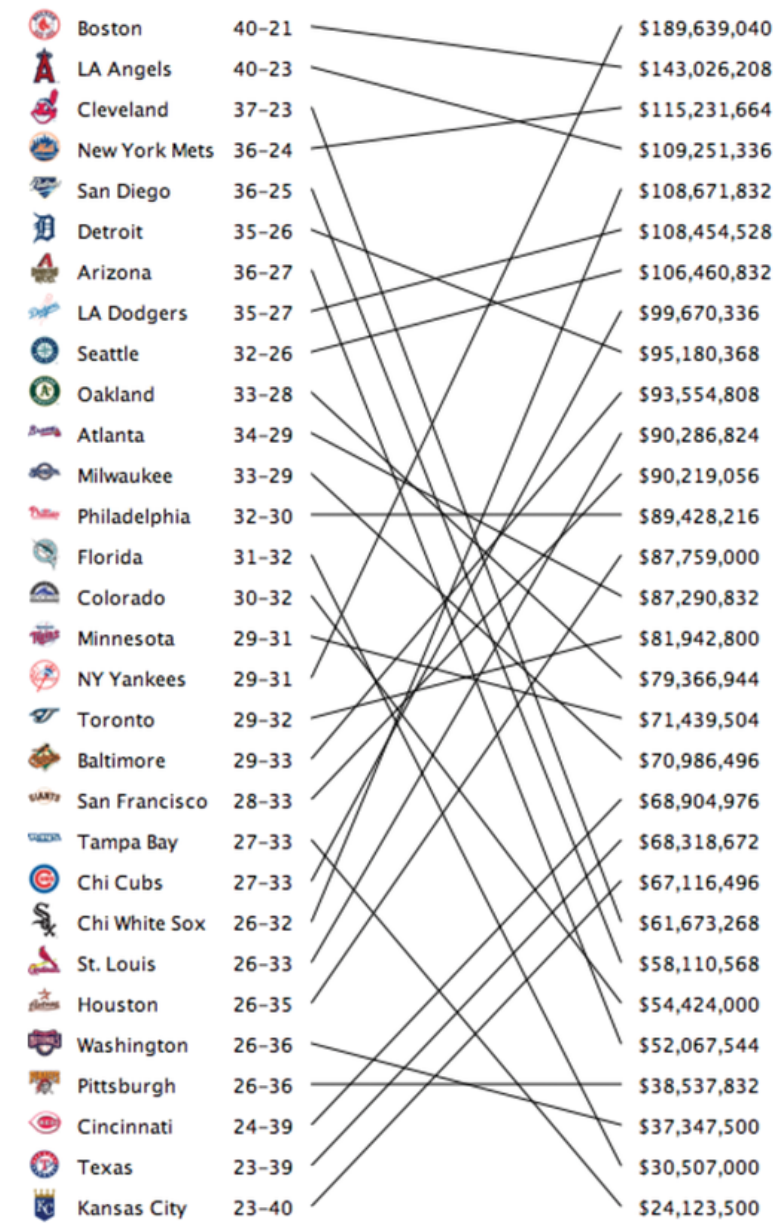 Boston 40-21 $189,639,040
LA Angels 40-23 $143,026,208
Cleveland 37-23 $115,231,664
New York Mets 36-24 $109,251,336
San Diego 36-25 $108,671,832
Detroit 35-26 $108,454,528
Arizona 36-27 $106,460,832
LA Dodgers 35-27 $99,670,336
Seattle 32-26 $95,180,368
Oakland 33-28 $93,554,808
Atlanta 34-29 $90,286,824
Milwaukee 33-29 $90,219,056
Philadelphia 32-30 $89,428,216
Florida 31-32 $87,759,000
Colorado 30-32 $87,290,832
Minnesota 29-31 $81,942,800
NY Yankees 29-31 $79,366,944
Toronto 29-32 $71,439,504
Baltimore 29-33 $70,986,496
San Francisco 28-33 $68,904,976
Tampa Bay 27-33 $68,318,672
Chi Cubs 27-33 $67,116,496
Chi White Sox 26-32 $61,673,268
St. Louis 26-33 $58,110,568
Houston 26-35 $54,424,000
Washington 26-36 $52,067,544
Pittsburgh 26-36 $38,537,832
Cincinnati 24-39 $37,347,500
Texas 23-39 $30,507,000
Kansas City 23-40 $24,123,500